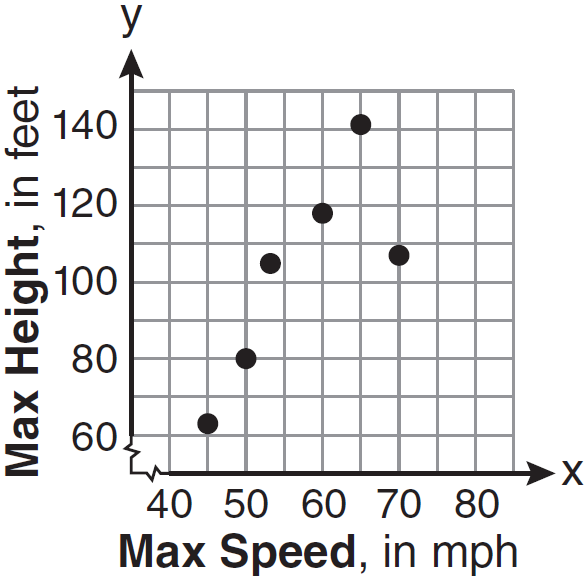 y
140
120
100
80
60
Max Height, in feet
x
40 50 60 70 80
Max Speed, in mph